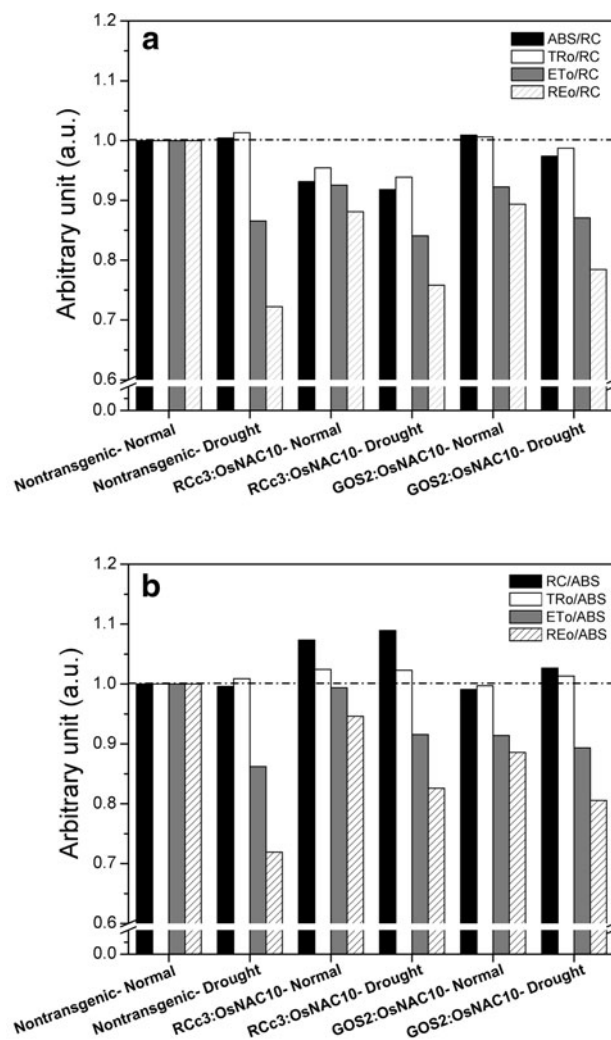 a
ABS/RC
TRo/RC
ETo/RC
REo/RC
Arbitrary unit (a.u.)
1.2
1.1
1.0
0.9
0.8
0.7
0.6
0.0
Nontransgenic- Normal
Nontransgenic- Drought
RCc3:OsNAC10- Normal
RCc3:OsNAC10- Drought
GOS2:OsNAC10- Normal
GOS2:OsNAC10- Drought
b
RC/ABS
TRo/ABS
ETo/ABS
REo/ABS
Arbitrary unit (a.u.)
1.2
1.1
1.0
0.9
0.8
0.7
0.6
0.0
Nontransgenic- Normal
Nontransgenic- Drought
RCc3:OsNAC10- Normal
RCc3:OsNAC10- Drought
GOS2:OsNAC10- Normal
GOS2:OsNAC10- Drought